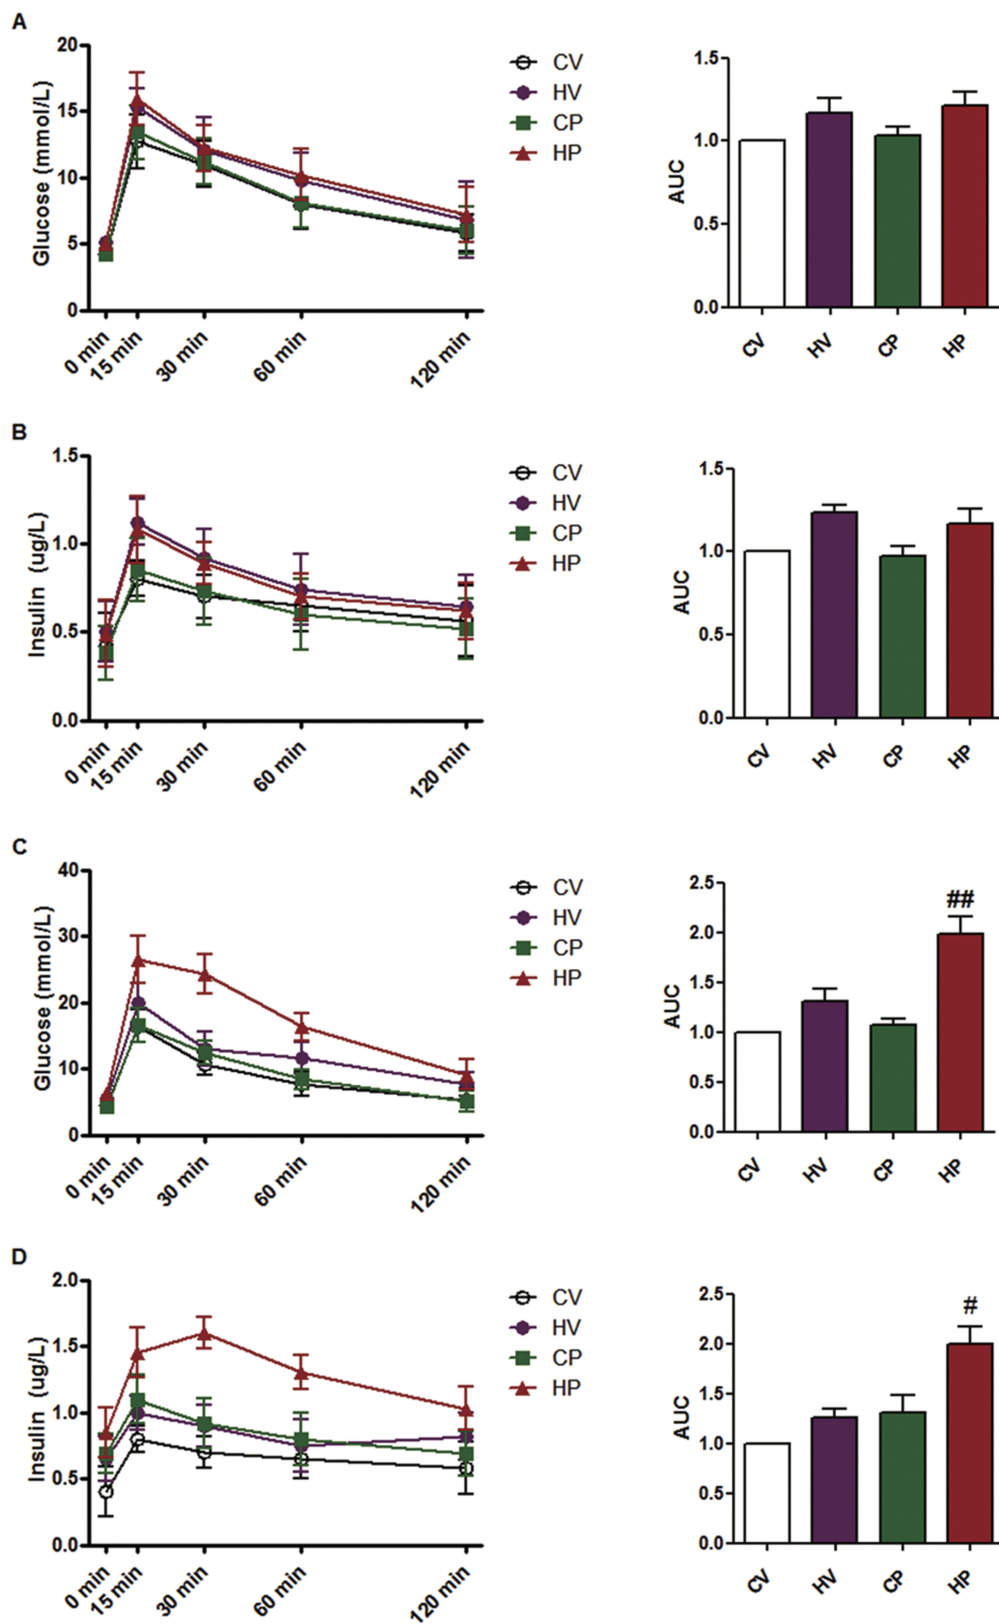 A
Glucose (mmol/L)
20
15
10
5
0
0 min
15 min
30 min
60 min
120 min
CV
HV
CP
HP
AUC
1.5
1.0
0.5
0.0
CV
HV
CP
HP
B
Insulin (ug/L)
1.5
1.0
0.5
0.0
0 min
15 min
30 min
60 min
120 min
CV
HV
CP
HP
AUC
1.5
1.0
0.5
0.0
CV
HV
CP
HP
C
Glucose (mmol/L)
40
30
20
10
0
0 min
15 min
30 min
60 min
120 min
CV
HV
CP
HP
AUC
2.5
2.0
1.5
1.0
0.5
0.0
##
CV
HV
CP
HP
D
Insulin (ug/L)
2.0
1.5
1.0
0.5
0.0
0 min
15 min
30 min
60 min
120 min
CV
HV
CP
HP
AUC
2.5
2.0
1.5
1.0
0.5
0.0
#
CV
HV
CP
HP